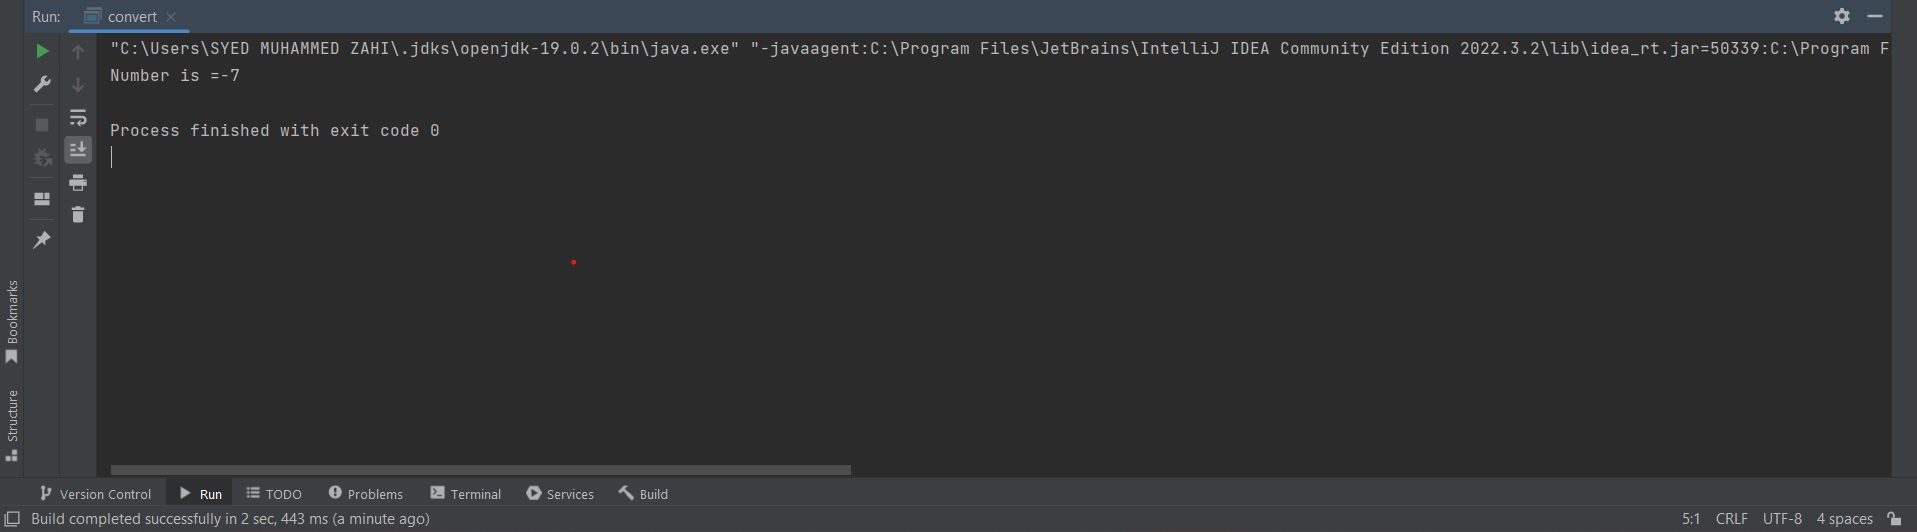 Run: convert
"C:\Users\SYED MUHAMMED ZAHI\.jdks\openjdk-19.0.2\bin\java.exe" "-javaagent:C:\Program Files\JetBrains\IntelliJ IDEA Community Edition 2022.3.2\lib\idea_rt.jar=50339:C:\Program F
Number is =-7
Process finished with exit code 0
Bookmarks
Structure
Version Control Run TODO Problems Terminal Services Build
Build completed successfully in 2 sec, 443 ms (a minute ago) 5:1 CRLF UTF-8 4 spaces